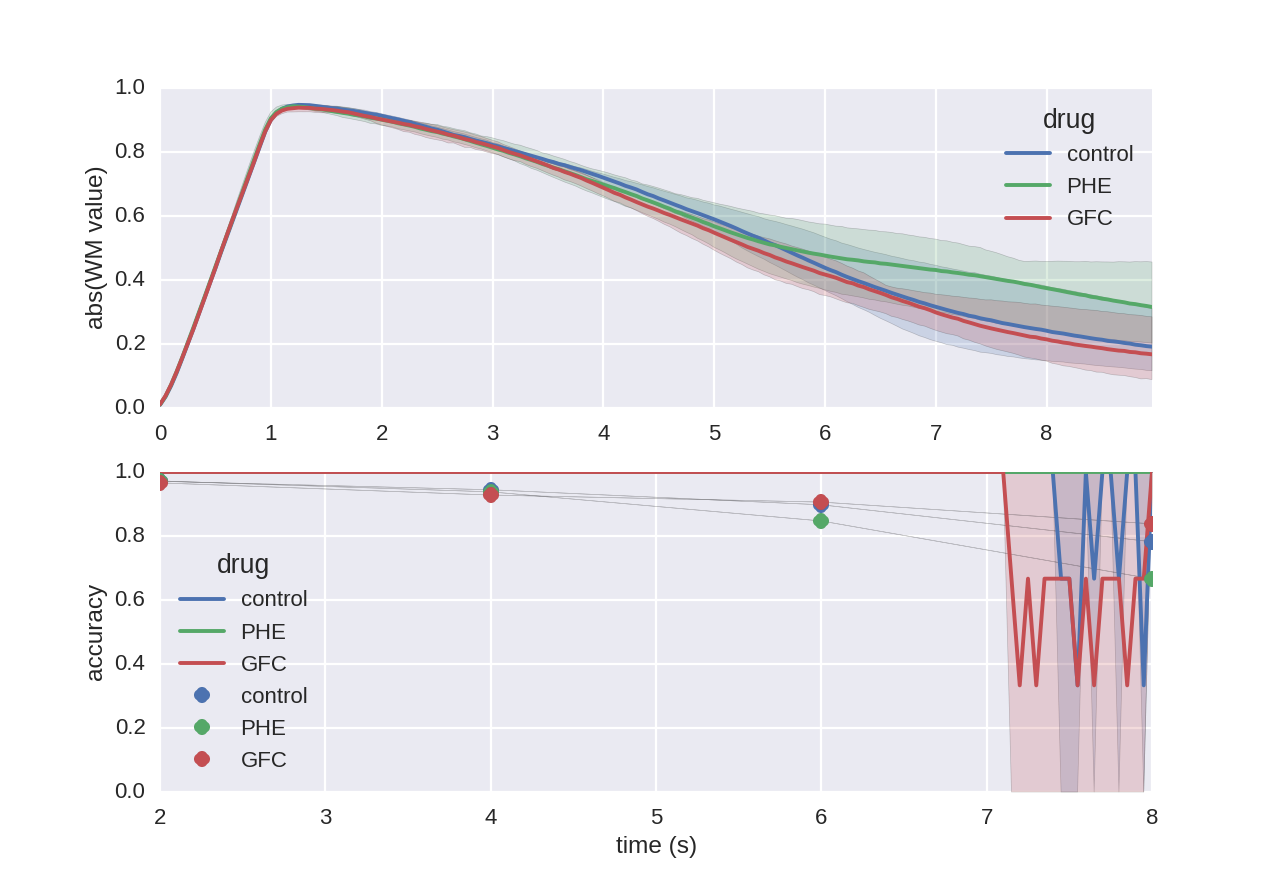 1.0
0.8
0.6
0.4
0.2
0.0
abs(WM value)
drug
control
PHE
GFC
0 1 2 3 4 5 6 7 8
1.0
0.8
0.6
0.4
0.2
0.0
accuracy
drug
control
PHE
GFC
control
PHE
GFC
2 3 4 5 6 7 8
time (s)